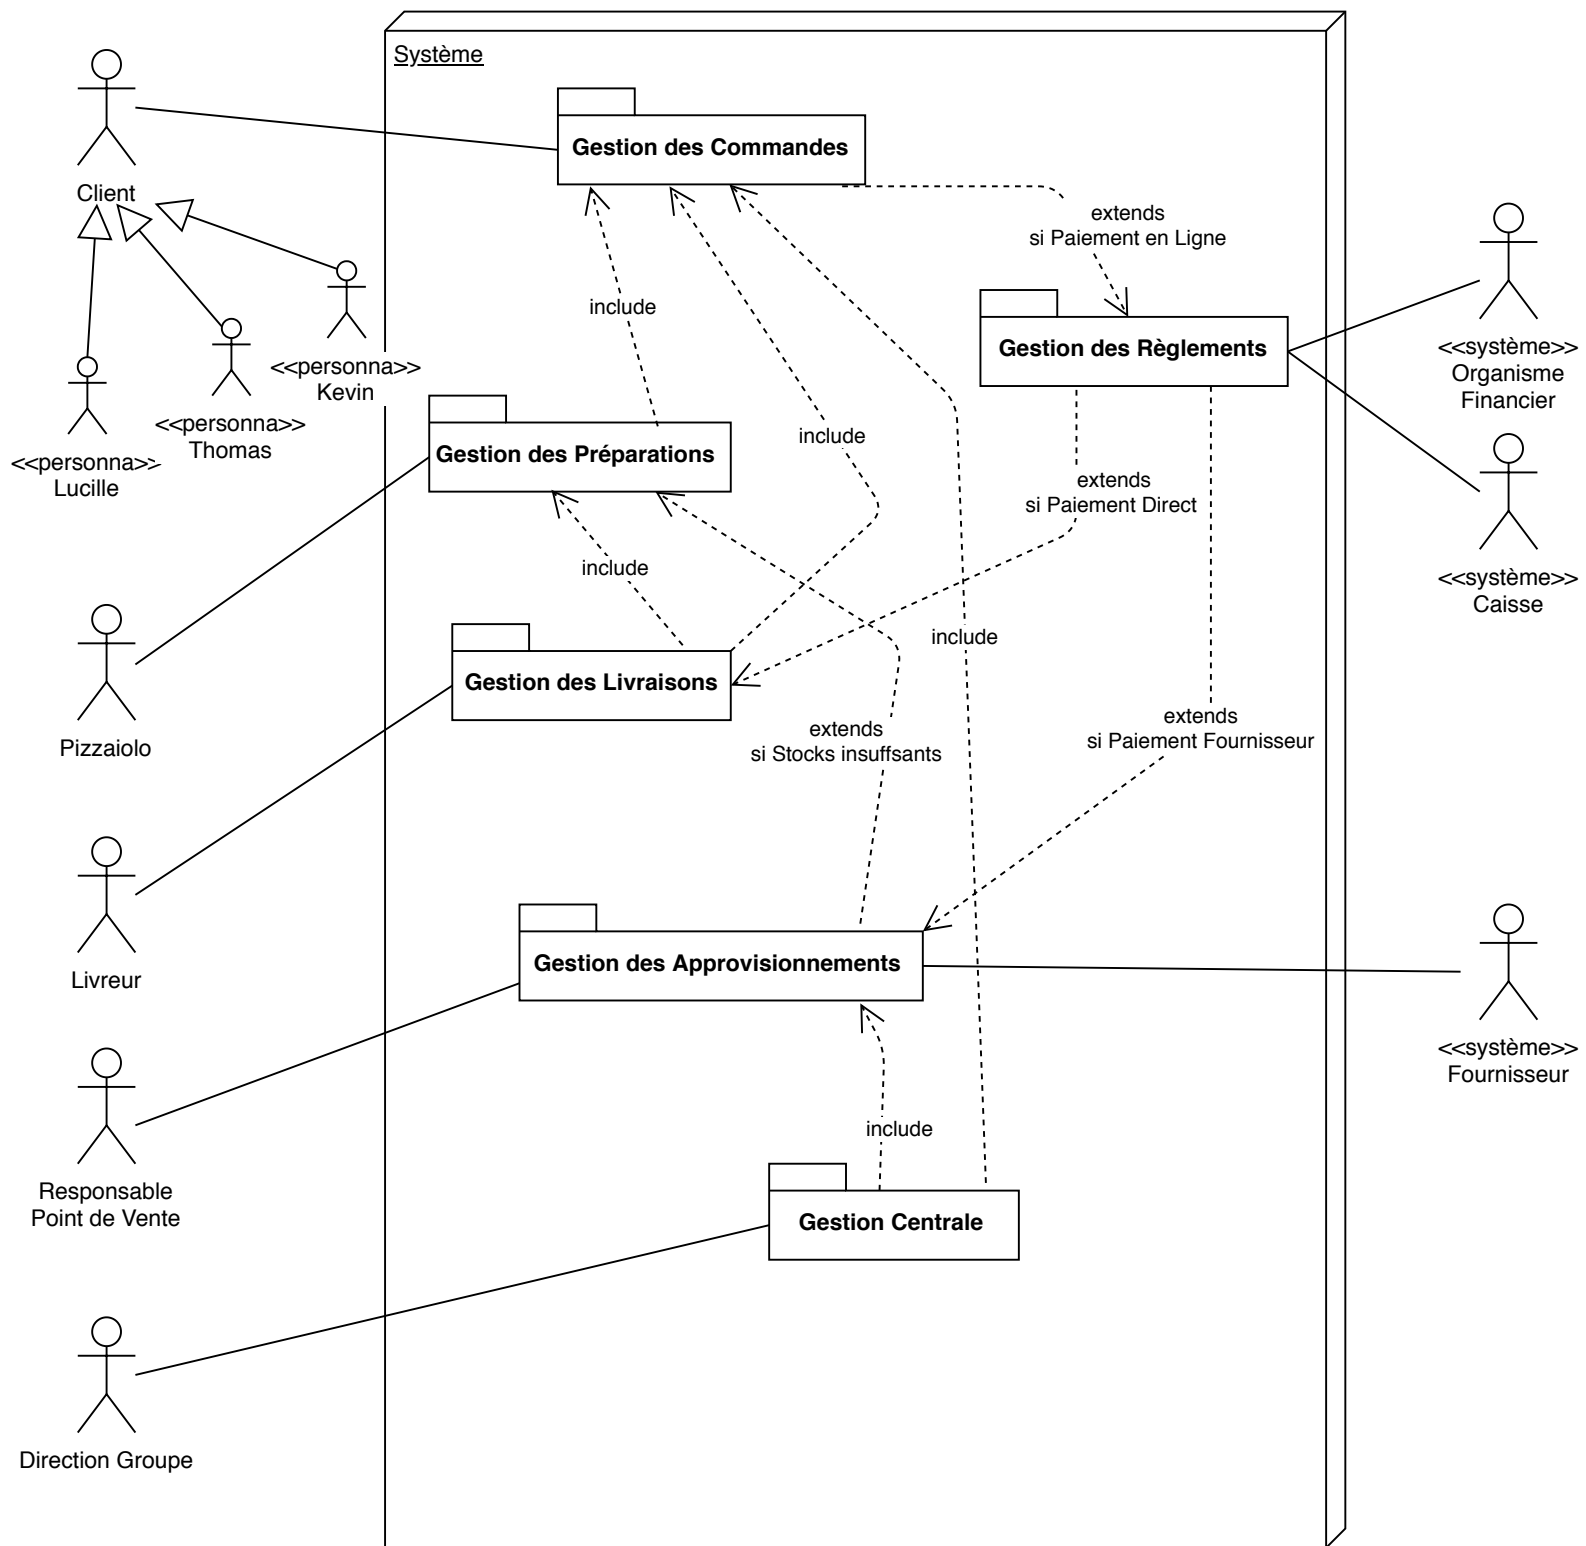 Système
Gestion des Commandes
Client
extends
si Paiement en Ligne
include
Gestion des Règlements
<<système>>
Organisme
Financier
<<personna>>
Kevin
<<personna>>
Thomas
<<personna>>
Lucille
Gestion des Préparations
include
extends
si Paiement Direct
include
<<système>>
Caisse
include
Gestion des Livraisons
Pizzaiolo
extends
si Stocks insuffsants
extends
si Paiement Fournisseur
Livreur
Gestion des Approvisionnements
<<système>>
Fournisseur
include
Responsable
Point de Vente
Gestion Centrale
Direction Groupe